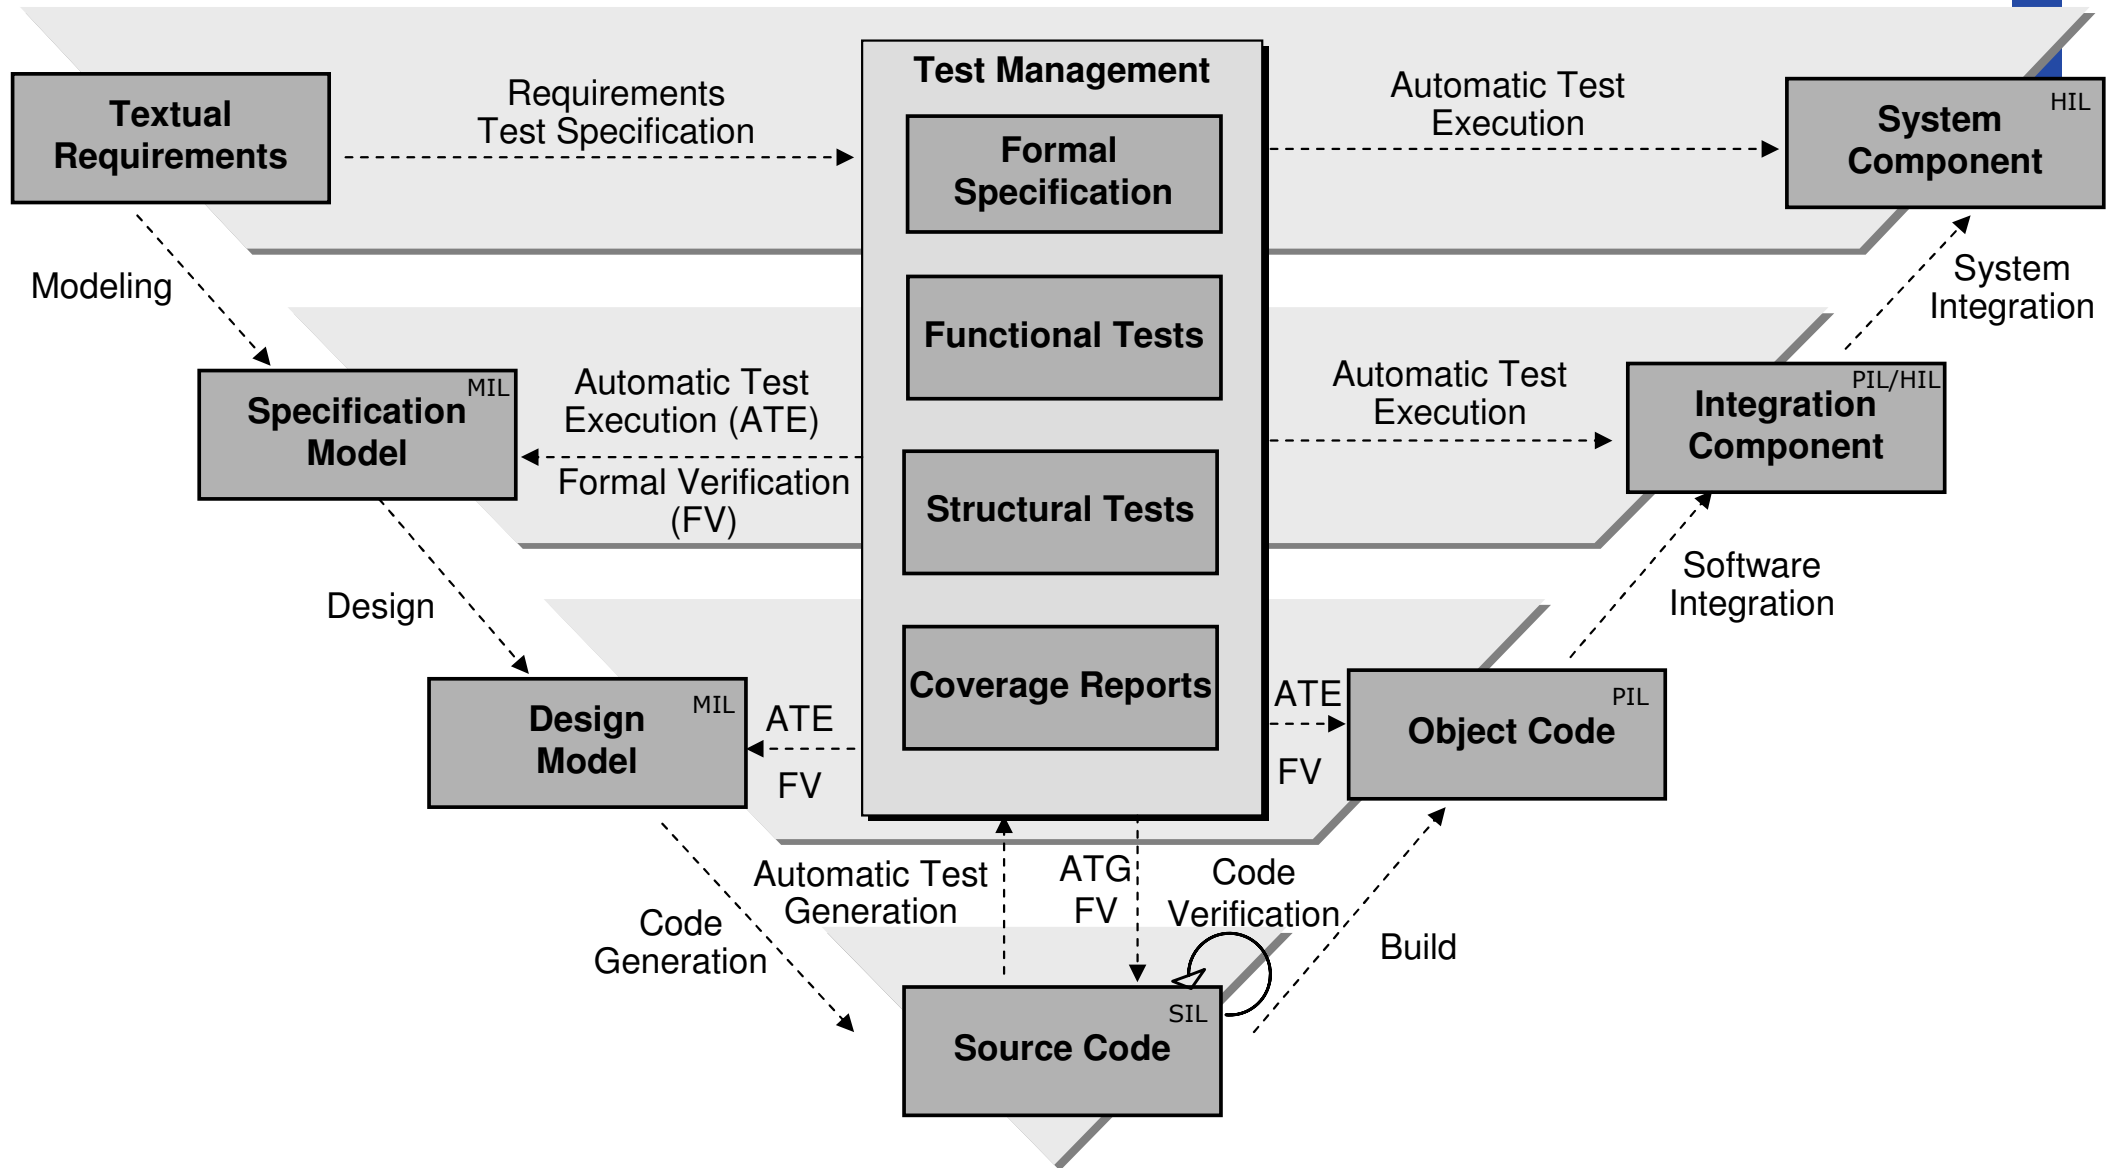 Test Management
Textual
Requirements
Requirements
Test Specification
Formal
Specification
Automatic Test
Execution
HIL
System
Component
Modeling
System
Integration
Functional Tests
MIL
Specification
Model
Automatic Test
Execution (ATE)
Formal Verification
(FV)
Automatic Test
Execution
PIL/HIL
Integration
Component
Structural Tests
Design
Software
Integration
Coverage Reports
MIL
Design
Model
ATE
FV
ATE
FV
PIL
Object Code
Automatic Test
Generation
ATG
FV
Code
Verification
Code
Generation
Build
SIL
Source Code